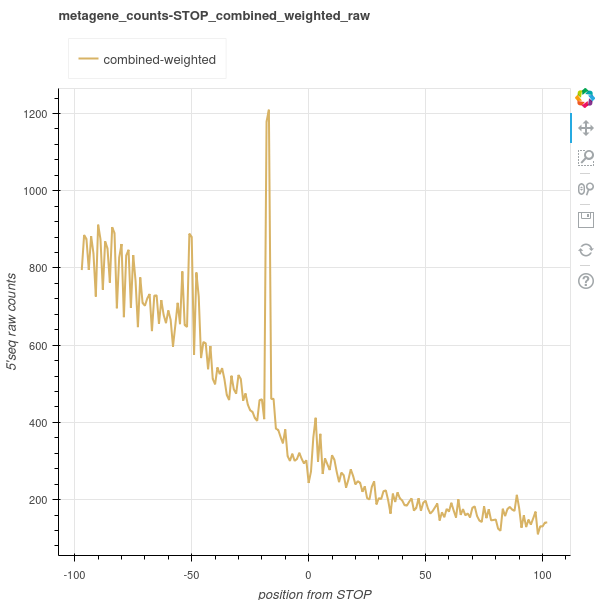 metagene_counts-STOP_combined_weighted_raw
combined-weighted
1200
1000
800
600
400
200
5'seq raw counts
-100 -50 0 50 100
position from STOP